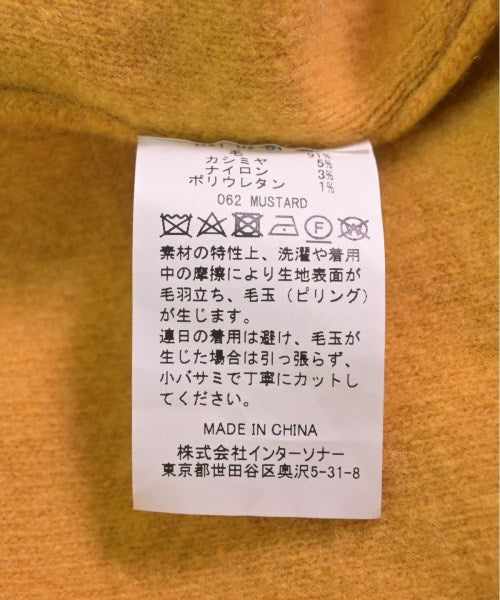 毛 91%
カシミヤ 5%
ナイロン 3%
ポリウレタン 1%
062 MUSTARD
素材の特性上、洗濯や着用
中の摩擦により生地表面が
毛羽立ち、毛玉（ピリング）
が生じます。
連日の着用は避け、毛玉が
生じた場合は引っ張らず、
小バサミで丁寧にカットし
てください。
MADE IN CHINA
株式会社インターソナー
東京都世田谷区奥沢5-31-8